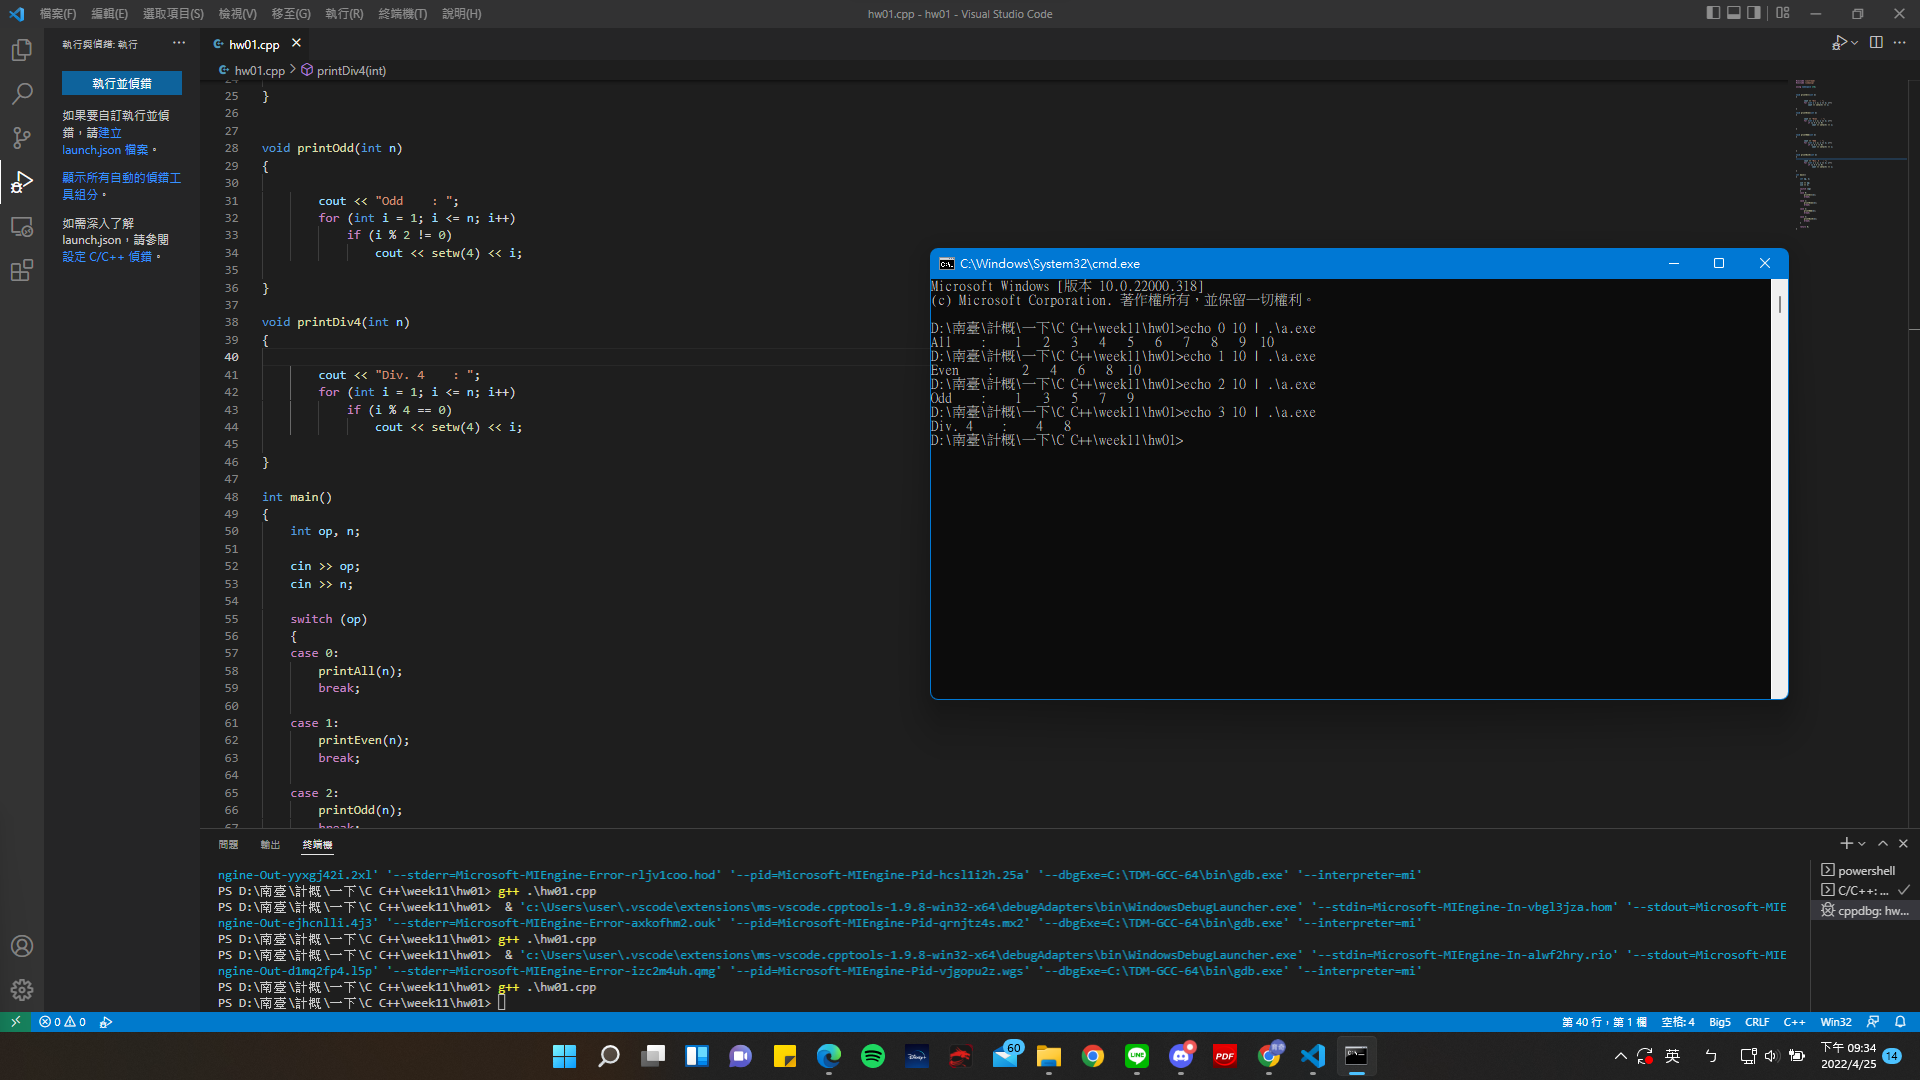 檔案(F) 編輯(E) 選取項目(S) 檢視(V) 移至(G) 執行(R) 終端機(T) 說明(H)
hw01.cpp - hw01 - Visual Studio Code
執行與偵錯: 執行
執行並偵錯
如果要自訂執行並偵
錯，請建立
launch.json 檔案。
顯示所有自動的偵錯工
具組分。
如需深入了解
launch.json，請參閱
設定 C/C++ 偵錯。
hw01.cpp
hw01.cpp > printDiv4(int)
25 }
26
27
28 void printOdd(int n)
29 {
30
31 cout << "Odd    : ";
32 for (int i = 1; i <= n; i++)
33 if (i % 2 != 0)
34 cout << setw(4) << i;
35
36 }
37
38 void printDiv4(int n)
39 {
40
41 cout << "Div. 4    : ";
42 for (int i = 1; i <= n; i++)
43 if (i % 4 == 0)
44 cout << setw(4) << i;
45
46 }
47
48 int main()
49 {
50 int op, n;
51
52 cin >> op;
53 cin >> n;
54
55 switch (op)
56 {
57 case 0:
58 printAll(n);
59 break;
60
61 case 1:
62 printEven(n);
63 break;
64
65 case 2:
66 printOdd(n);
67 break;
C:\Windows\System32\cmd.exe
Microsoft Windows [版本 10.0.22000.318]
(c) Microsoft Corporation. 著作權所有，並保留一切權利。
D:\南臺\計概\一下\C C++\week11\hw01>echo 0 10 | .\a.exe
All    :    1   2   3   4   5   6   7   8   9  10
D:\南臺\計概\一下\C C++\week11\hw01>echo 1 10 | .\a.exe
Even    :    2   4   6   8  10
D:\南臺\計概\一下\C C++\week11\hw01>echo 2 10 | .\a.exe
Odd    :    1   3   5   7   9
D:\南臺\計概\一下\C C++\week11\hw01>echo 3 10 | .\a.exe
Div. 4    :    4   8
D:\南臺\計概\一下\C C++\week11\hw01>
問題 輸出 終端機
ngine-Out-yyxgj42i.2xl' '--stderr=Microsoft-MIEngine-Error-rljv1coo.hod' '--pid=Microsoft-MIEngine-Pid-hcsl1i2h.25a' '--dbgExe=C:\TDM-GCC-64\bin\gdb.exe' '--interpreter=mi'
PS D:\南臺\計概\一下\C C++\week11\hw01> g++ .\hw01.cpp
PS D:\南臺\計概\一下\C C++\week11\hw01>  & 'c:\Users\user\.vscode\extensions\ms-vscode.cpptools-1.9.8-win32-x64\debugAdapters\bin\WindowsDebugLauncher.exe' '--stdin=Microsoft-MIEngine-In-vbgl3jza.hom' '--stdout=Microsoft-MIE
ngine-Out-ejhcnlli.4j3' '--stderr=Microsoft-MIEngine-Error-axkofhm2.ouk' '--pid=Microsoft-MIEngine-Pid-qrnjtz4s.mx2' '--dbgExe=C:\TDM-GCC-64\bin\gdb.exe' '--interpreter=mi'
PS D:\南臺\計概\一下\C C++\week11\hw01> g++ .\hw01.cpp
PS D:\南臺\計概\一下\C C++\week11\hw01>  & 'c:\Users\user\.vscode\extensions\ms-vscode.cpptools-1.9.8-win32-x64\debugAdapters\bin\WindowsDebugLauncher.exe' '--stdin=Microsoft-MIEngine-In-alwf2hry.rio' '--stdout=Microsoft-MIE
ngine-Out-d1mq2fp4.l5p' '--stderr=Microsoft-MIEngine-Error-izc2m4uh.qmg' '--pid=Microsoft-MIEngine-Pid-vjgopu2z.wgs' '--dbgExe=C:\TDM-GCC-64\bin\gdb.exe' '--interpreter=mi'
PS D:\南臺\計概\一下\C C++\week11\hw01> g++ .\hw01.cpp
PS D:\南臺\計概\一下\C C++\week11\hw01>
powershell
C/C++: ...
cppdbg: hw...
0 0
第 40 行，第 1 欄 空格: 4 Big5 CRLF C++ Win32
Disney+
60
LINE
PDF
英 ㄅ
下午 09:34
2022/4/25
14